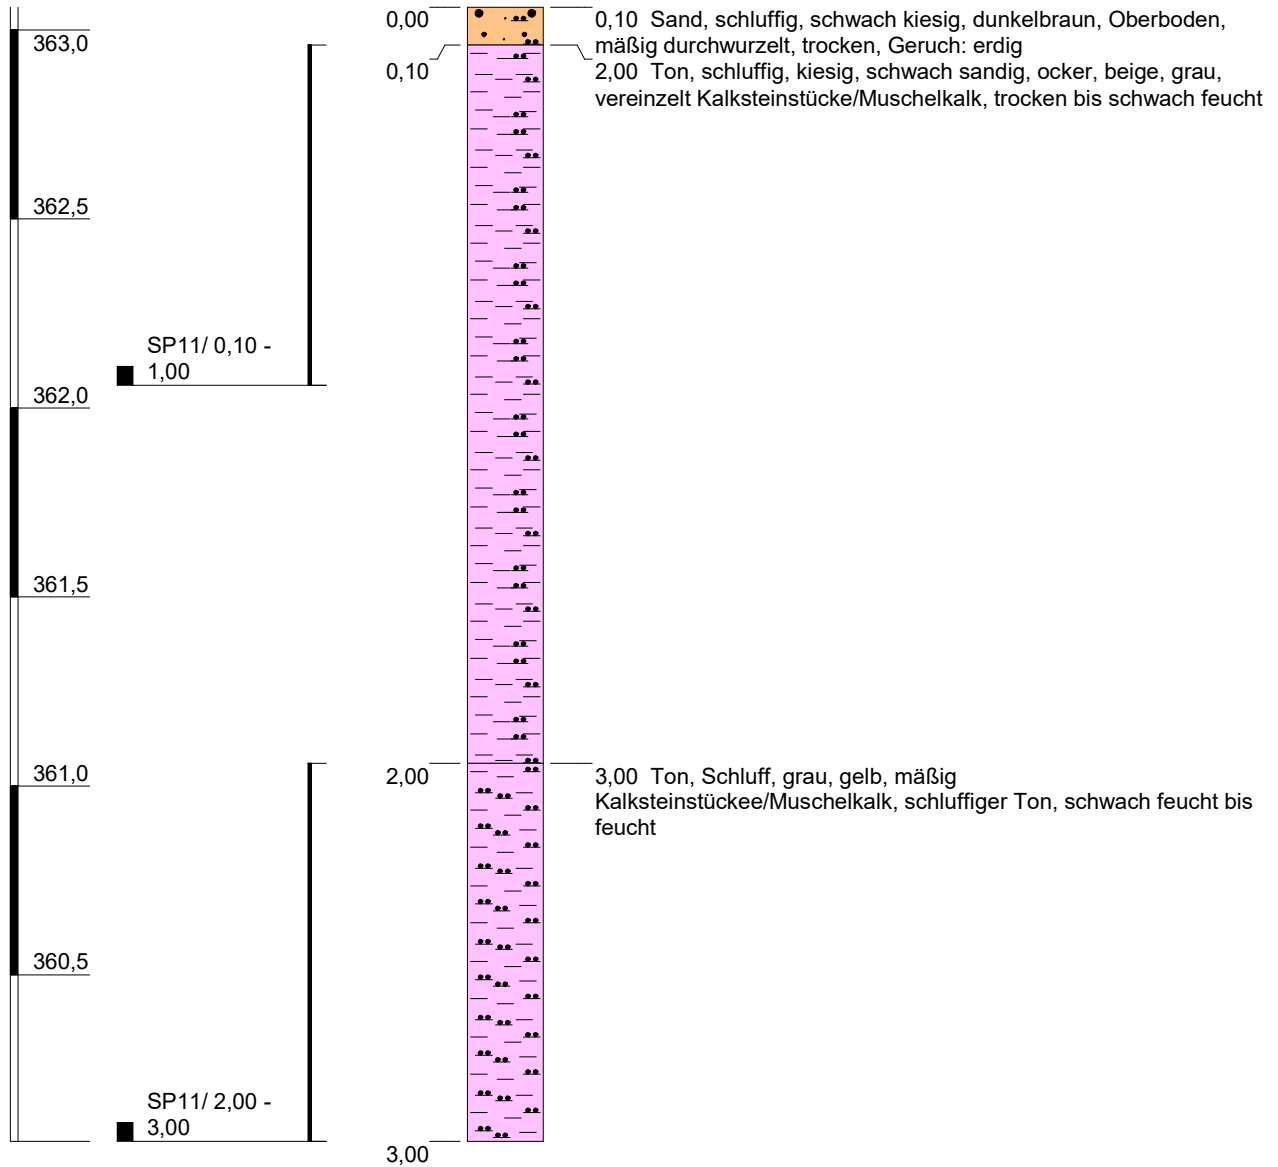 0,00
0,10 Sand, schluffig, schwach kiesig, dunkelbraun, Oberboden,
363,0
mäßig durchwurzelt, trocken, Geruch: erdig
0,10
2,00 Ton, schluffig, kiesig, schwach sandig, ocker, beige, grau,
vereinzelt Kalksteinstücke/Muschelkalk, trocken bis schwach feucht
362,5
SP11/ 0,10 -
1,00
362,0
361,5
361,0
2,00
3,00 Ton, Schluff, grau, gelb, mäßig
Kalksteinstückee/Muschelkalk, schluffiger Ton, schwach feucht bis
feucht
360,5
SP11/ 2,00 -
3,00
3,00